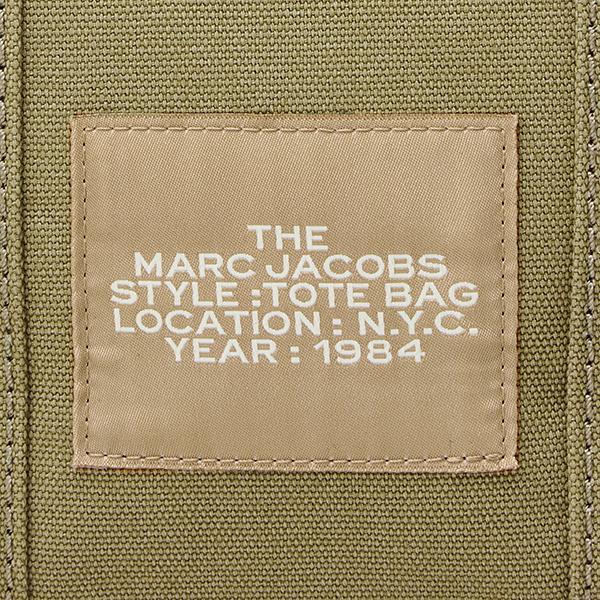 THE
MARC JACOBS
STYLE :TOTE BAG
LOCATION : N.Y.C.
YEAR : 1984